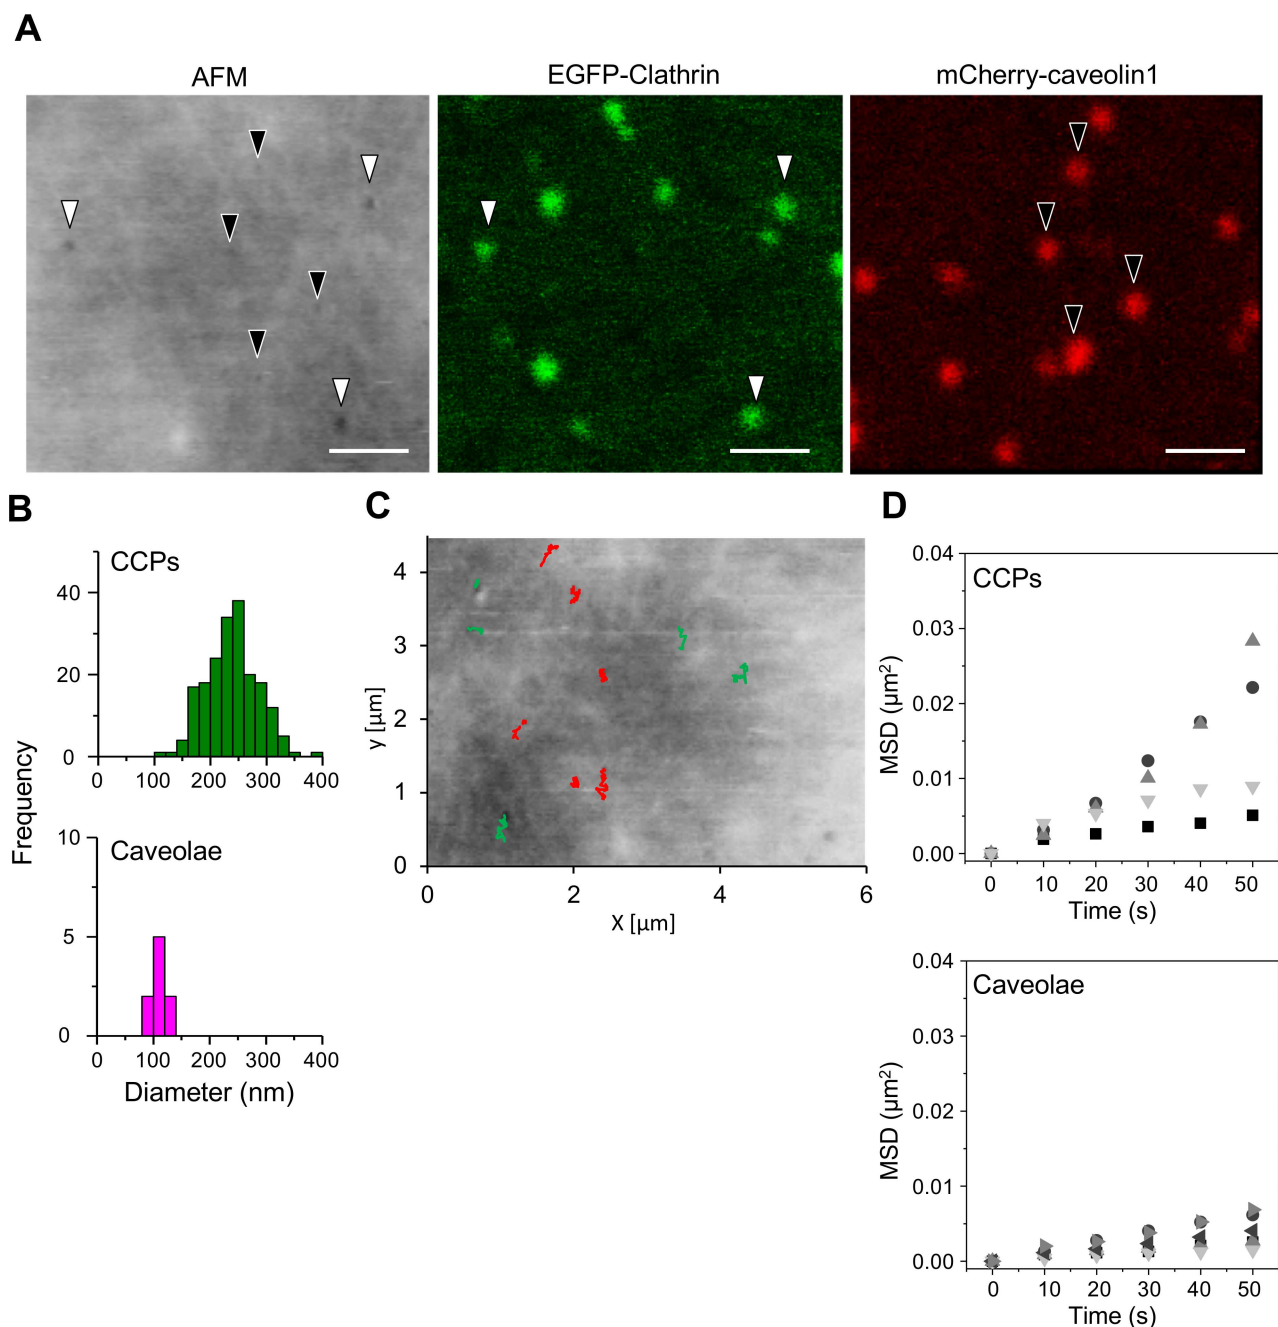 A
AFM
EGFP-Clathrin
mCherry-caveolin1
B
CCPs
40
20
0
0
100
200
300
400
Frequency
10
Caveolae
5
0
0
100
200
300
400
Diameter (nm)
C
4
3
2
1
0
y [µm]
0
2
4
6
X [µm]
D
0.04
CCPs
0.03
0.02
0.01
0.00
MSD (µm²)
0
10
20
30
40
50
Time (s)
0.04
Caveolae
0.03
0.02
0.01
0.00
MSD (µm²)
0
10
20
30
40
50
Time (s)